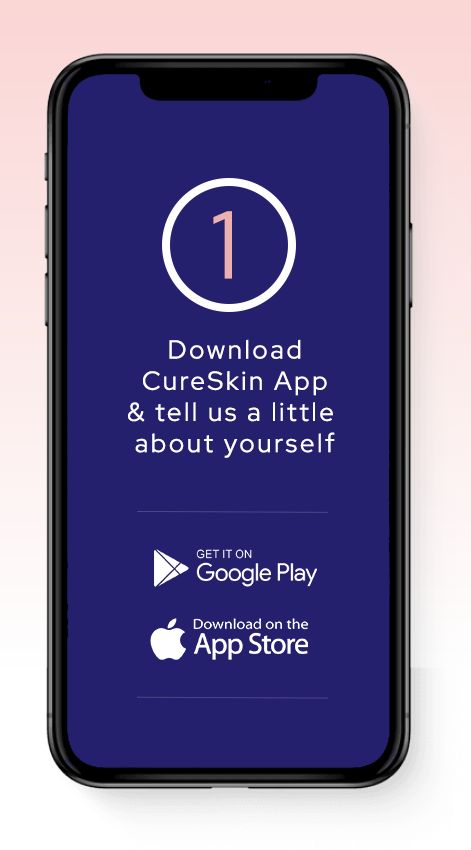 1
Download
CureSkin App
& tell us a little
about yourself
GET IT ON
Google Play
Download on the
App Store